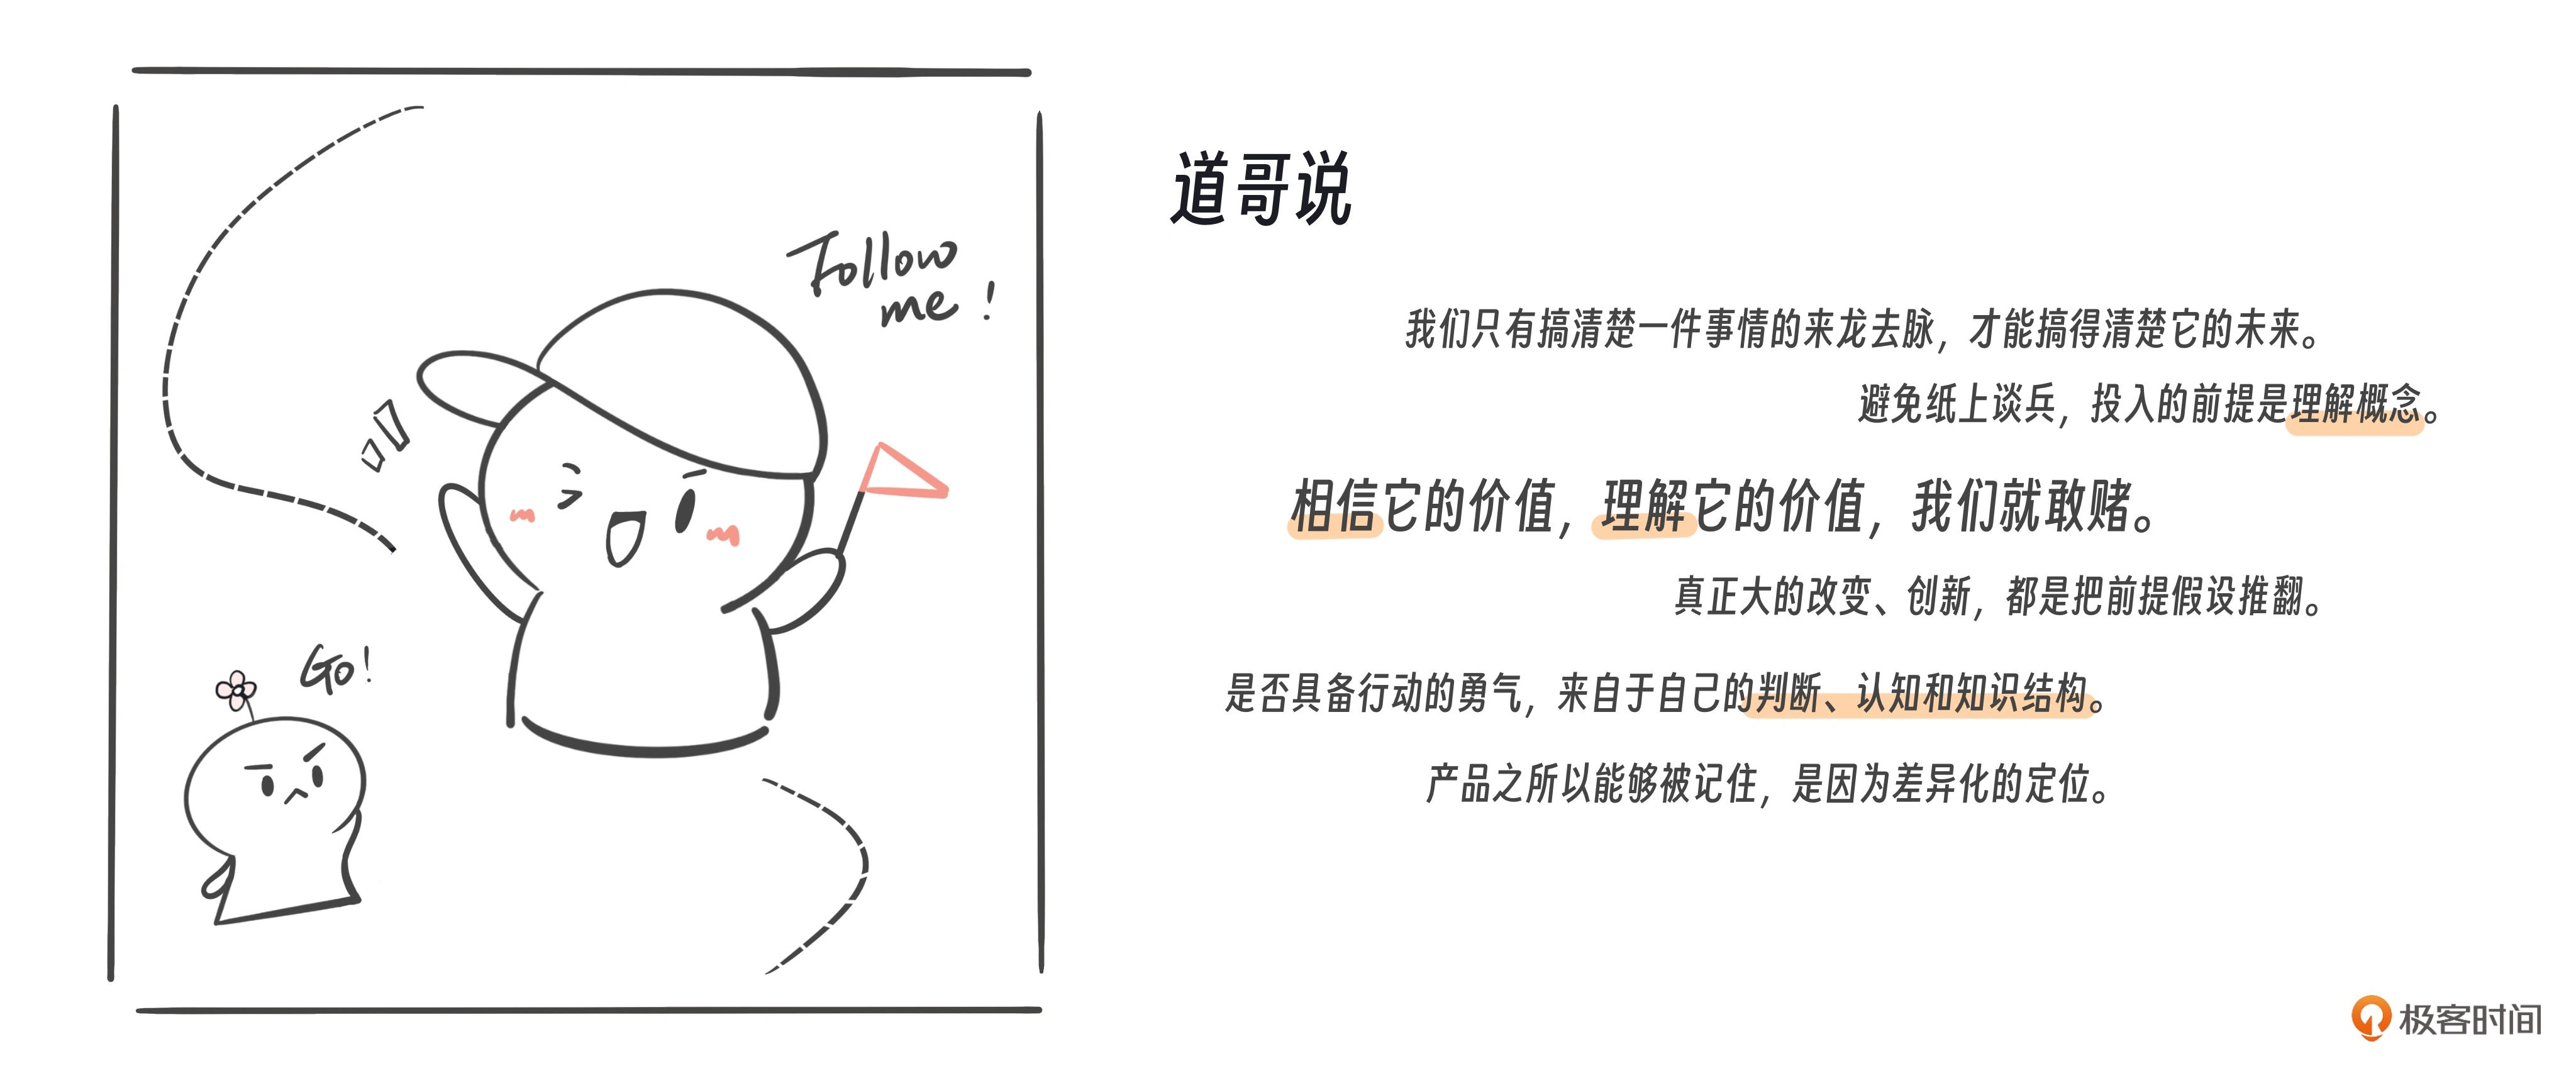 Follow
me!
Go!
道哥说
我们只有搞清楚一件事情的来龙去脉，才能搞得清楚它的未来。
避免纸上谈兵，投入的前提是理解概念。
相信它的价值，理解它的价值，我们就敢赌。
真正大的改变、创新，都是把前提假设推翻。
是否具备行动的勇气，来自于自己的判断、认知和知识结构。
产品之所以能够被记住，是因为差异化的定位。
极客时间